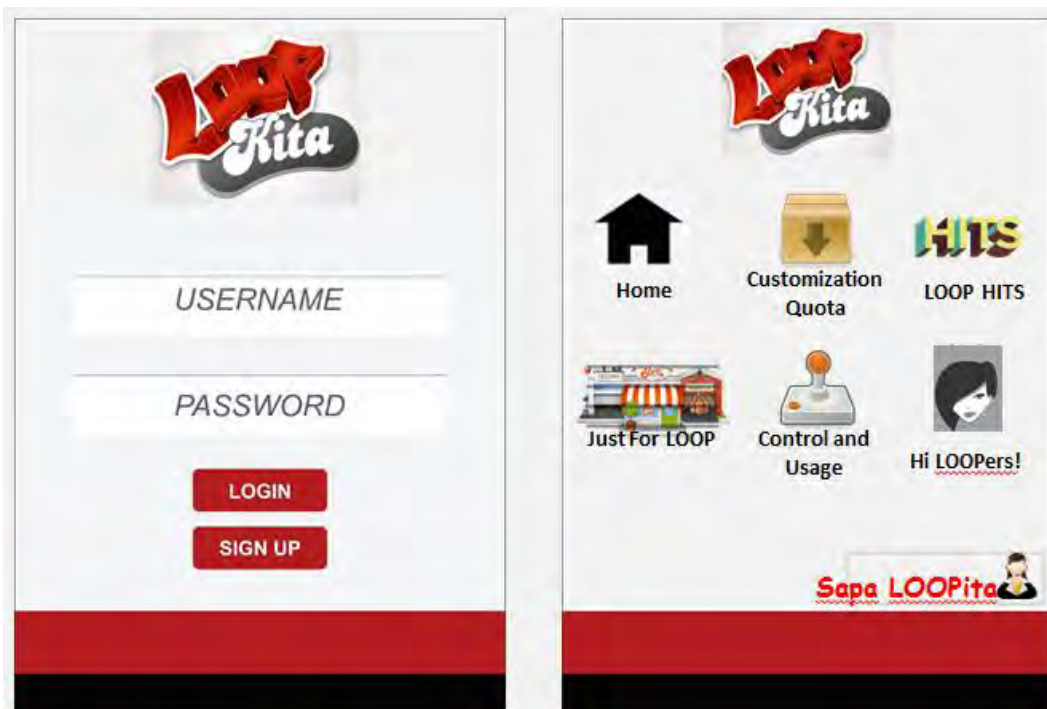 LOOP
Kita
USERNAME
PASSWORD
LOGIN
SIGN UP
LOOP
Kita
Home
Customization
Quota
HITS
LOOP HITS
Just For LOOP
Control and
Usage
Hi LOOPers!
Sapa LOOPita